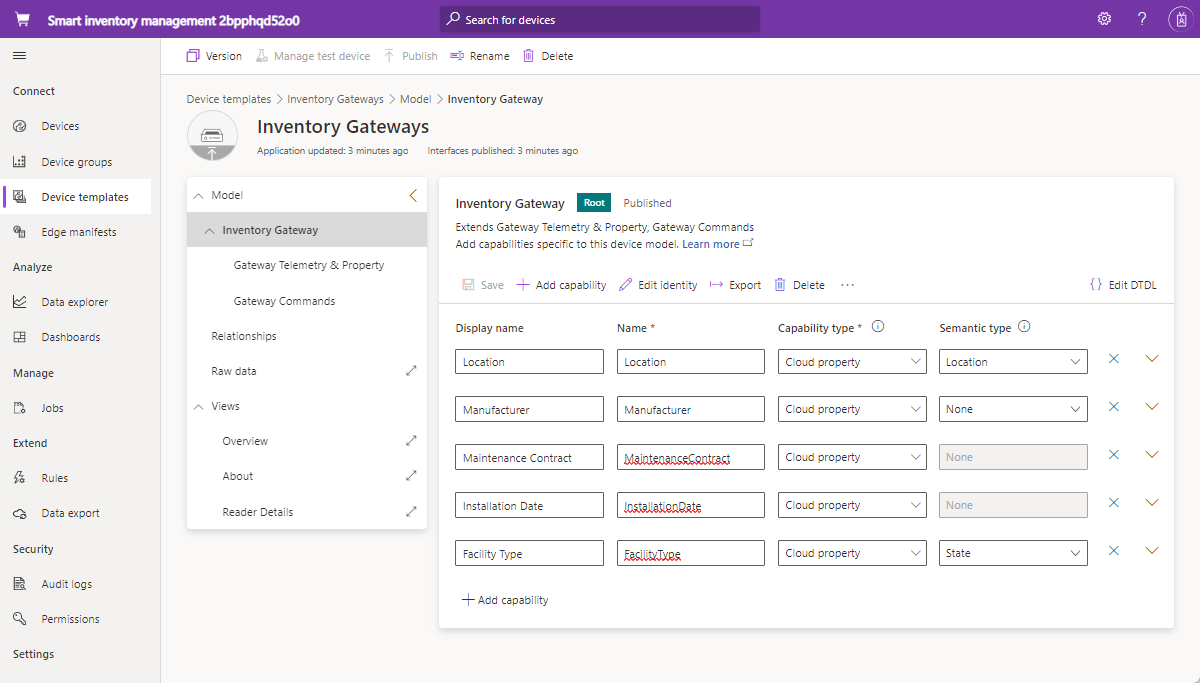 Smart inventory management 2bpphqd52o0
Search for devices
?
Version
Manage test device
Publish
Rename
Delete
Connect
Devices
Device groups
Device templates
Edge manifests
Analyze
Data explorer
Dashboards
Manage
Jobs
Extend
Rules
Data export
Security
Audit logs
Permissions
Settings
Device templates > Inventory Gateways > Model > Inventory Gateway
Inventory Gateways
Application updated: 3 minutes ago
Interfaces published: 3 minutes ago
Model
Inventory Gateway
Gateway Telemetry & Property
Gateway Commands
Relationships
Raw data
Views
Overview
About
Reader Details
Inventory Gateway Root Published
Extends Gateway Telemetry & Property, Gateway Commands
Add capabilities specific to this device model. Learn more
Save + Add capability Edit identity Export Delete ··· {} Edit DTDL
Display name Name * Capability type * Semantic type
Location Location Cloud property Location
Manufacturer Manufacturer Cloud property None
Maintenance Contract MaintenanceContract Cloud property None
Installation Date InstallationDate Cloud property None
Facility Type FacilityType Cloud property State
+ Add capability